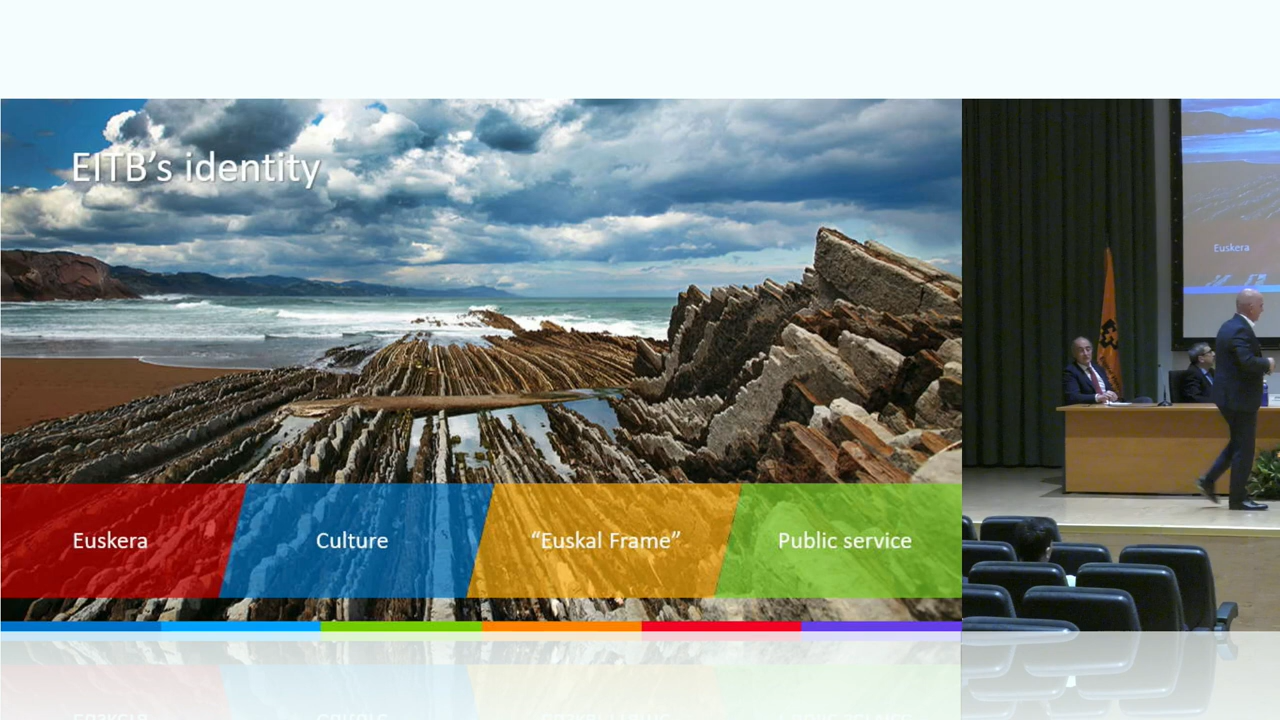 EITB's identity
Euskera
Culture
“Euskal Frame”
Public service
Euskera